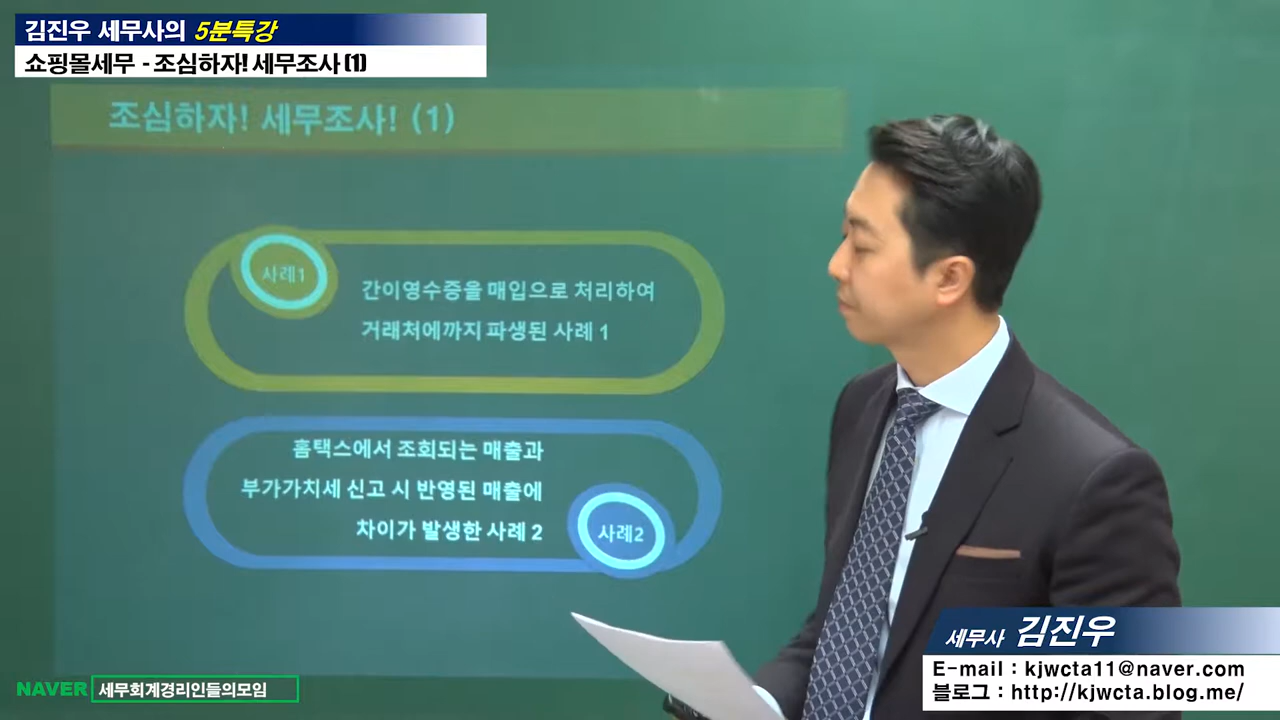 김진우 세무사의 5분특강
쇼핑몰세무 - 조심하자! 세무조사 (1)
조심하자! 세무조사! (1)
사례1
간이영수증을 매입으로 처리하여
거래처에까지 파생된 사례 1
홈택스에서 조회되는 매출과
부가가치세 신고 시 반영된 매출에
차이가 발생한 사례 2
사례2
세무사 김진우
E-mail : kjwcta11@naver.com
블로그 : http://kjwcta.blog.me/
NAVER 세무회계경리인들의모임